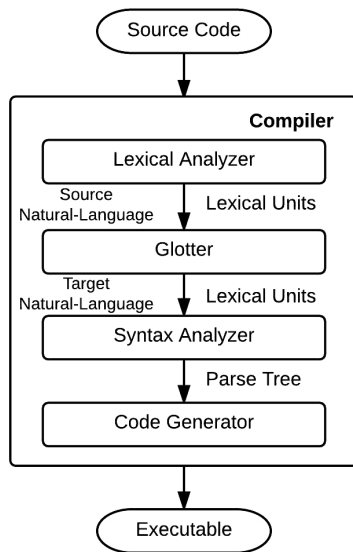 Source Code
Compiler
Lexical Analyzer
Source
Natural-Language
Lexical Units
Glotter
Target
Natural-Language
Lexical Units
Syntax Analyzer
Parse Tree
Code Generator
Executable